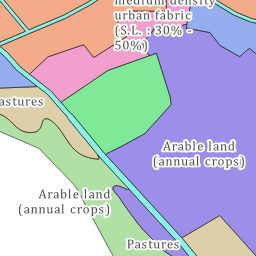 medium density
urban fabric
(S.L. : 30% -
50%)
Pastures
Arable land
(annual crops)
Arable land
(annual crops)
Pastures